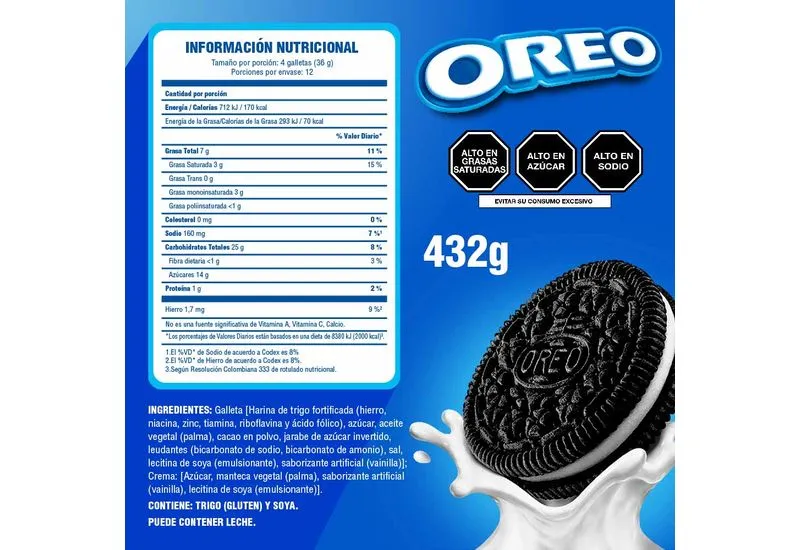 INFORMACIÓN NUTRICIONAL
Tamaño por porción: 4 galletas (36 g)
Porciones por envase: 12
Cantidad por porción
Energía / Calorías 712 kJ / 170 kcal
Energía de la Grasa/Calorías de la Grasa 293 kJ / 70 kcal
% Valer Diario*
Grasa Total 7 g 11 %
Grasa Saturada 3 g 15 %
Grasa Trans 0 g
Grasa monoinsaturada 3 g
Grasa poliinsaturada <1 g
Colesterol 0 mg 0 %
Sodio 160 mg 7 %¹
Carbohidratos Totales 25 g 8 %
Fibra dietaria <1 g 3 %
Azúcares 14 g
Proteína 1 g 2 %
Hierro 1,7 mg 9 %²
No es una fuente significativa de Vitamina A, Vitamina C, Calcio.
*Los porcentajes de Valores Diarios están basados en una dieta de 8380 kJ (2000 kcal)³.
1.El %VD* de Sodio de acuerdo a Codex es 8%
2.El %VD* de Hierro de acuerdo a Codex es 8%.
3.Según Resolución Colombiana 333 de rotulado nutricional.
INGREDIENTES: Galleta [Harina de trigo fortificada (hierro,
niacina, zinc, tiamina, riboflavina y ácido fólico), azúcar, aceite
vegetal (palma), cacao en polvo, jarabe de azúcar invertido,
leudantes (bicarbonato de sodio, bicarbonato de amonio), sal,
lecitina de soya (emulsionante), saborizante artificial (vainilla)];
Crema: [Azúcar, manteca vegetal (palma), saborizante artificial
(vainilla), lecitina de soya (emulsionante)].
CONTIENE: TRIGO (GLUTEN) Y SOYA.
PUEDE CONTENER LECHE.
OREO
ALTO EN
GRASAS
SATURADAS
ALTO EN
AZÚCAR
ALTO EN
SODIO
EVITAR SU CONSUMO EXCESIVO
432g
OREO